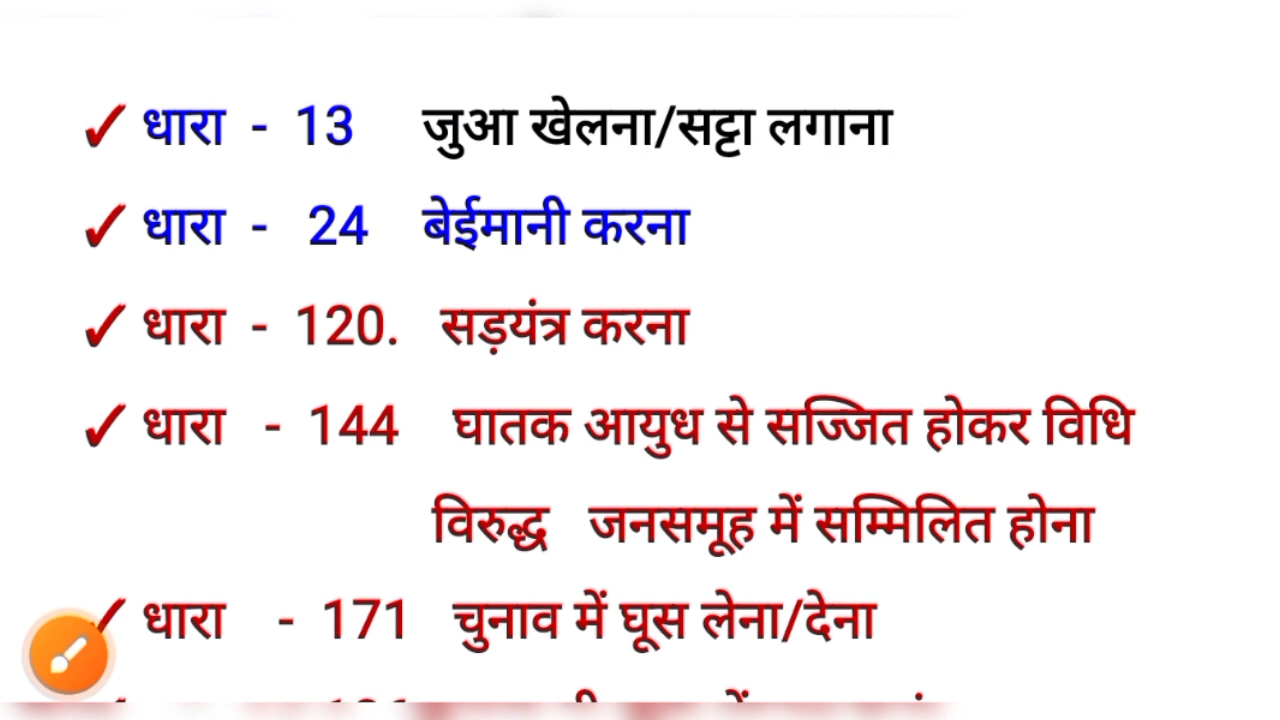 ✓ धारा - 13 जुआ खेलना/सट्टा लगाना
✓ धारा - 24 बेईमानी करना
✓ धारा - 120. सड़यंत्र करना
✓ धारा - 144 घातक आयुध से सज्जित होकर विधि
विरुद्ध जनसमूह में सम्मिलित होना
✓ धारा - 171 चुनाव में घूस लेना/देना